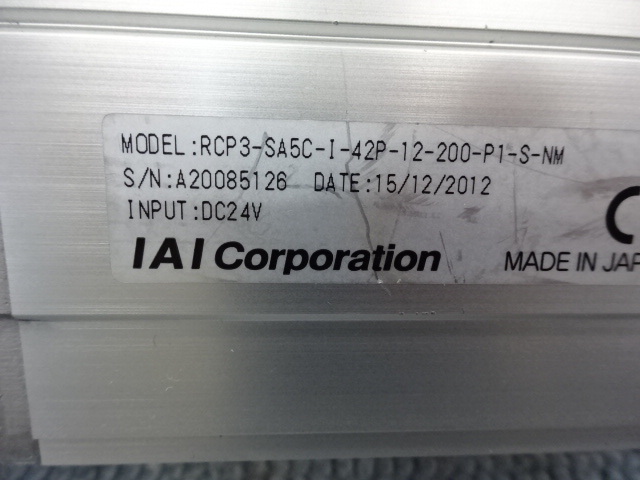 MODEL:RCP3-SA5C-I-42P-12-200-P1-S-NM
S/N:A20085126 DATE:15/12/2012
INPUT:DC24V
IAI Corporation
MADE IN